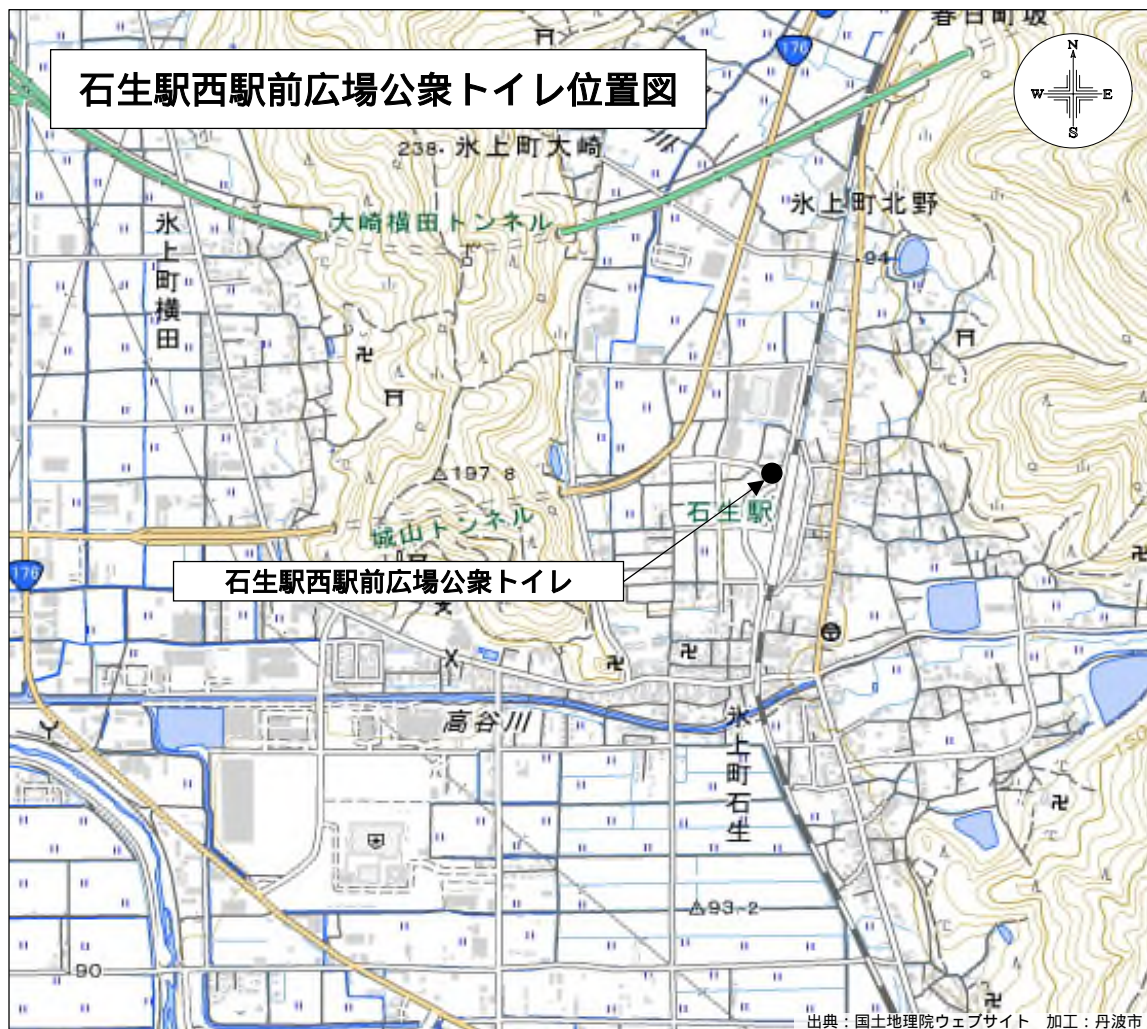 春日町坂
176
石生駅西駅前広場公衆トイレ位置図
N
W
E
S
238
氷上町大崎
川
氷上町北野
大崎横田トンネル
氷上町横田
94
197.8
石生駅
城山トンネル
176
石生駅西駅前広場公衆トイレ
高谷川
氷上町石生
150
93.2
90
出典：国土地理院ウェブサイト　加工：丹波市